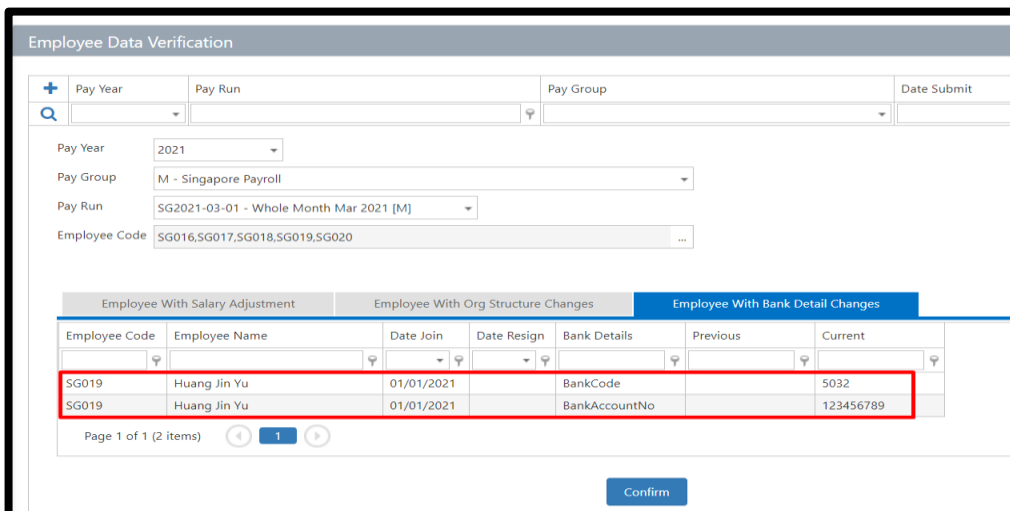 Employee Data Verification
Pay Year Pay Run Pay Group Date Submit
Pay Year 2021
Pay Group M - Singapore Payroll
Pay Run SG2021-03-01 - Whole Month Mar 2021 [M]
Employee Code SG016,SG017,SG018,SG019,SG020 ...
Employee With Salary Adjustment Employee With Org Structure Changes Employee With Bank Detail Changes
Employee Code Employee Name Date Join Date Resign Bank Details Previous Current
SG019 Huang Jin Yu 01/01/2021 BankCode 5032
SG019 Huang Jin Yu 01/01/2021 BankAccountNo 123456789
Page 1 of 1 (2 items) 1
Confirm